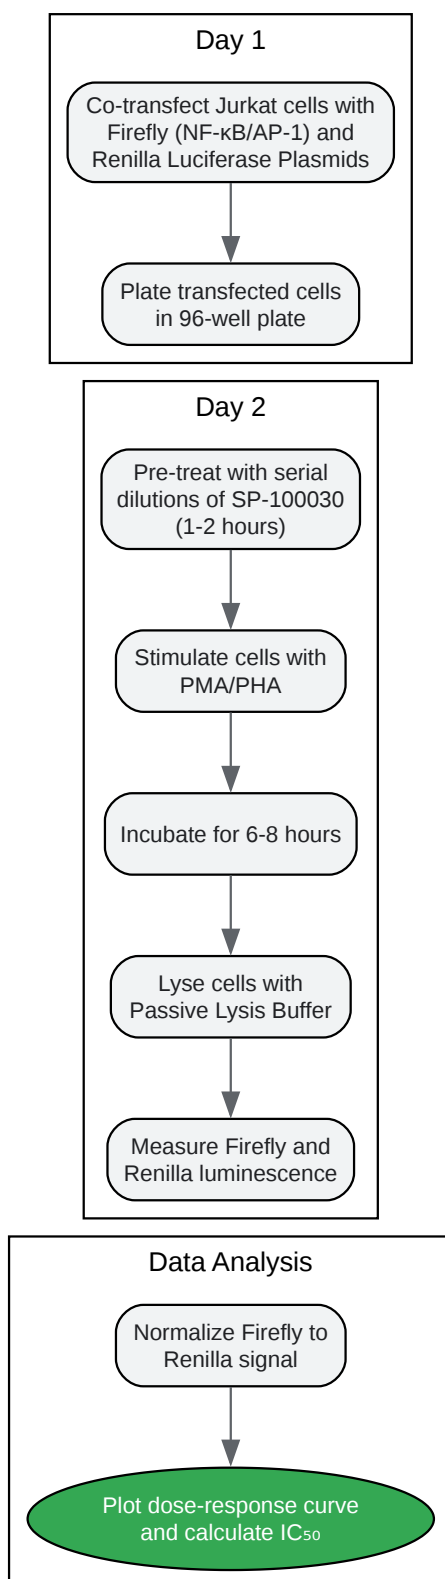 Day 1
Co-transfect Jurkat cells with
Firefly (NF-κB/AP-1) and
Renilla Luciferase Plasmids
Plate transfected cells
in 96-well plate
Day 2
Pre-treat with serial
dilutions of SP-100030
(1-2 hours)
Stimulate cells with
PMA/PHA
Incubate for 6-8 hours
Lyse cells with
Passive Lysis Buffer
Measure Firefly and
Renilla luminescence
Data Analysis
Normalize Firefly to
Renilla signal
Plot dose-response curve
and calculate IC₅₀